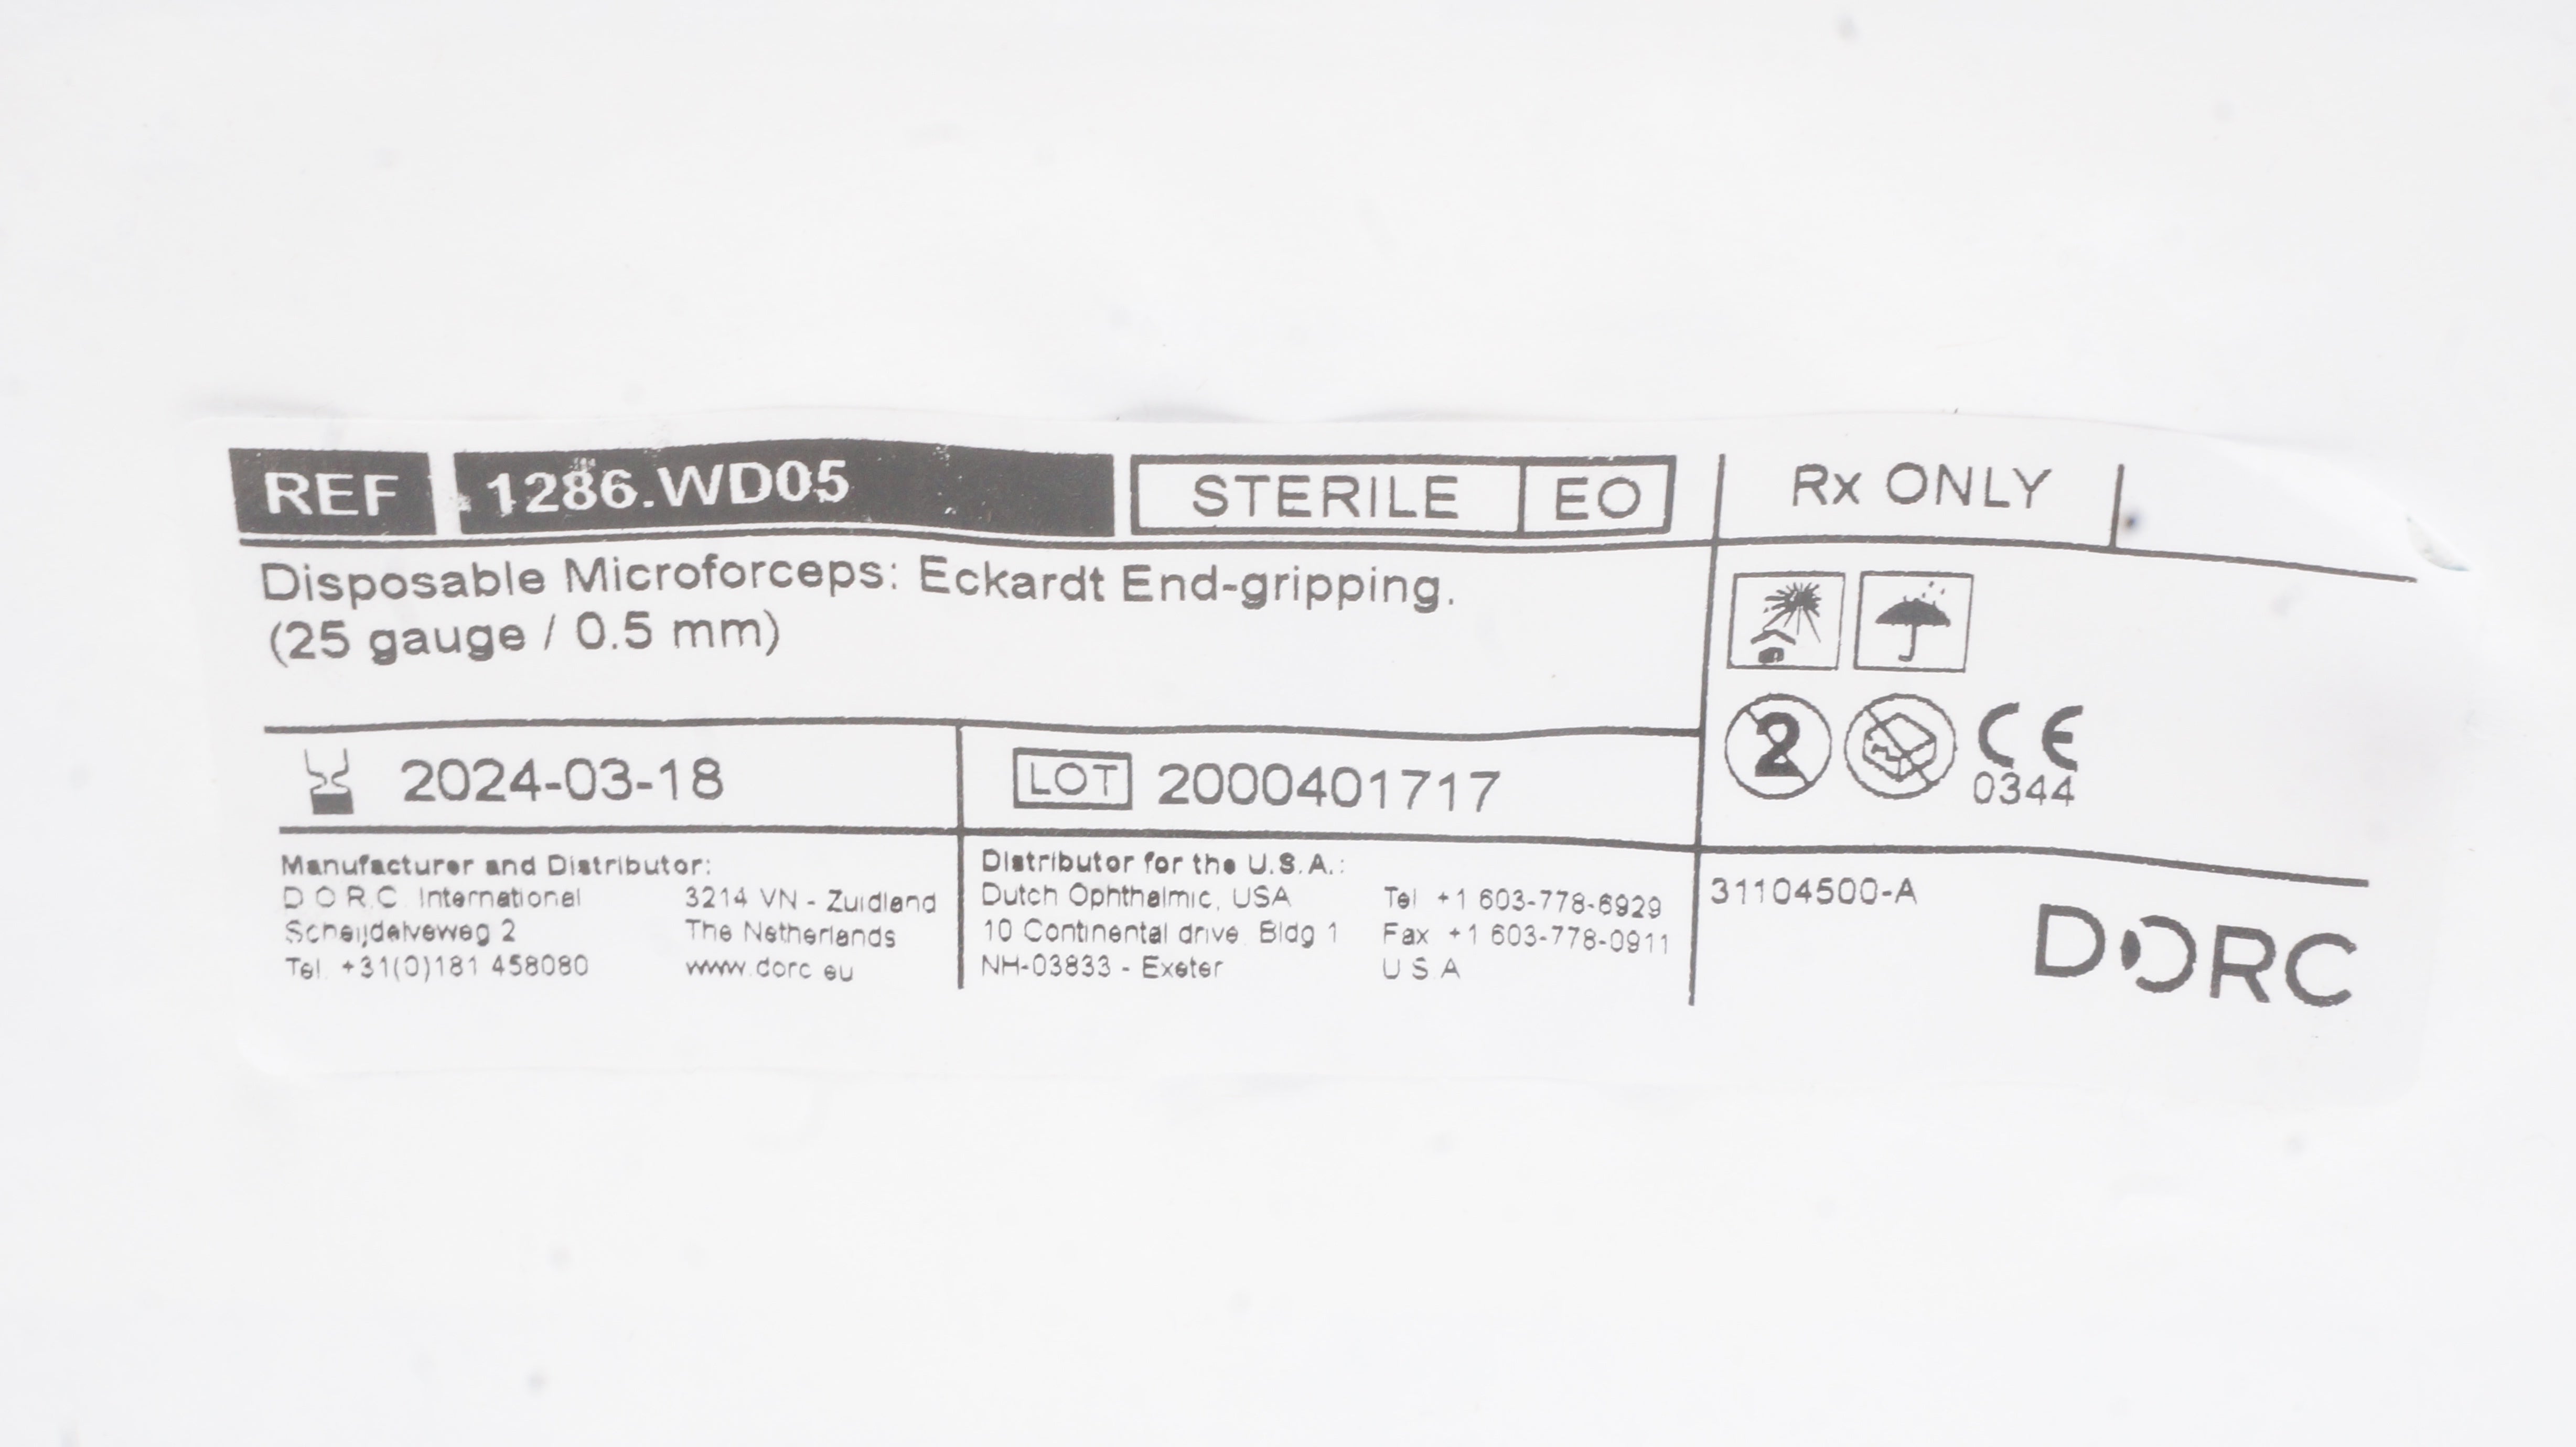 REF 1286.WD05 STERILE EO Rx ONLY
Disposable Microforceps: Eckardt End-gripping.
(25 gauge / 0.5 mm)
2
CE
0344
2024-03-18
LOT 2000401717
Manufacturer and Distributor:
D.O.R.C. International 3214 VN - Zuidland
Scheijdelveweg 2 The Netherlands
Tel. +31(0)181 458080 www.dorc.eu
Distributor for the U.S.A.:
Dutch Ophthalmic, USA Tel. +1 603-778-6929
10 Continental drive, Bldg 1 Fax +1 603-778-0911
NH-03833 - Exeter U S A
31104500-A
DORC